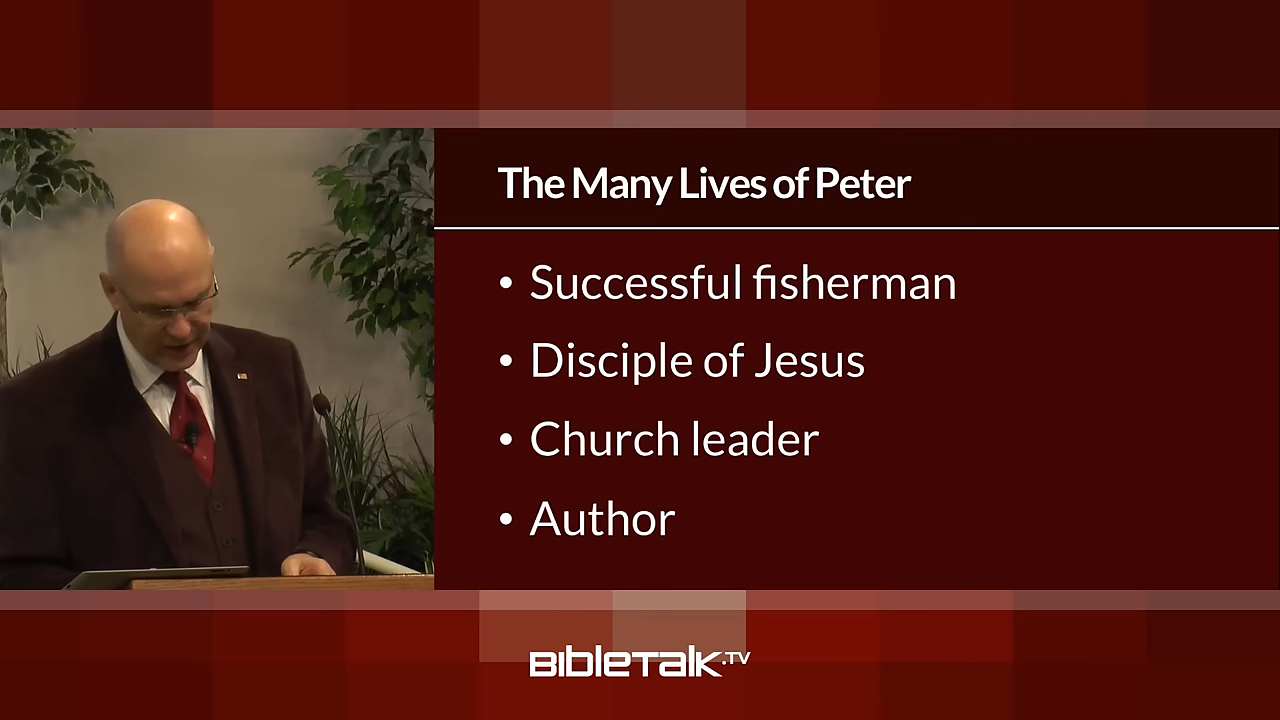 The Many Lives of Peter
• Successful fisherman
• Disciple of Jesus
• Church leader
• Author
BIBLETALK.TV